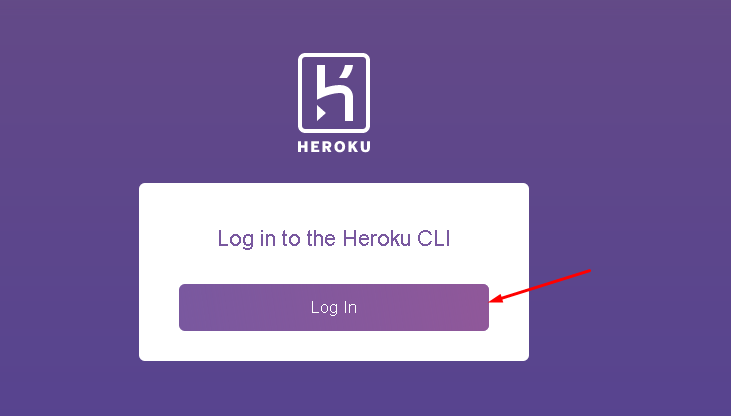 HEROKU
Log in to the Heroku CLI
Log In